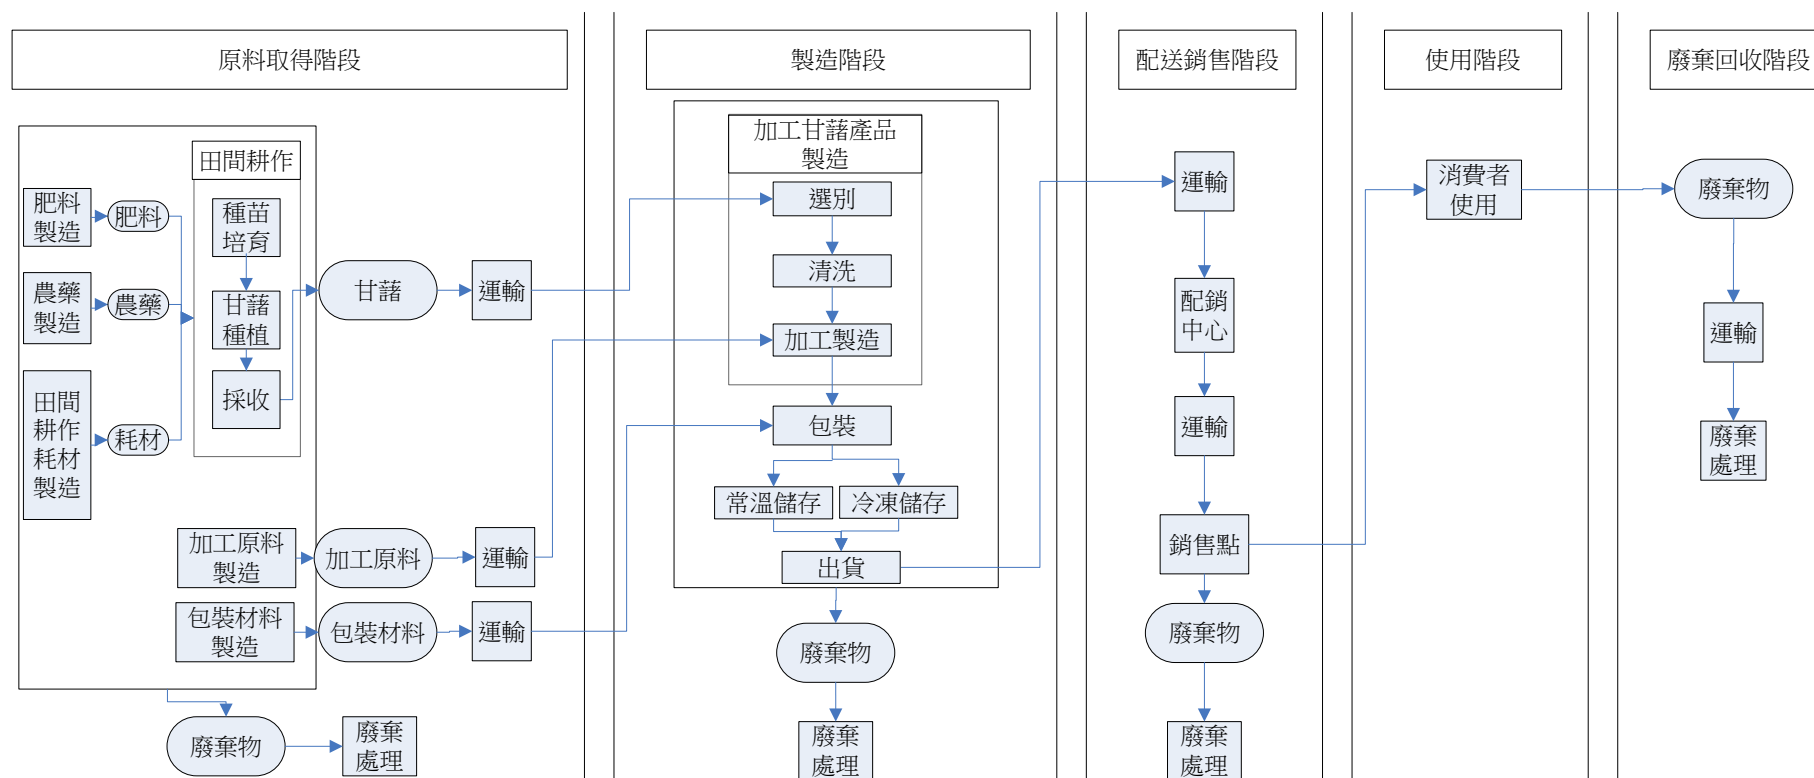 原料取得階段
製造階段
配送銷售階段
使用階段
廢棄回收階段
田間耕作
肥料
製造
肥料
種苗
培育
農藥
製造
農藥
甘藷
種植
田間
耕作
耗材
製造
耗材
採收
甘藷
運輸
加工原料
製造
加工原料
運輸
包裝材料
製造
包裝材料
運輸
廢棄物
廢棄
處理
加工甘藷產品
製造
選別
清洗
加工製造
包裝
常溫儲存
冷凍儲存
出貨
廢棄物
廢棄
處理
運輸
配銷
中心
運輸
銷售點
廢棄物
廢棄
處理
消費者
使用
廢棄物
運輸
廢棄
處理